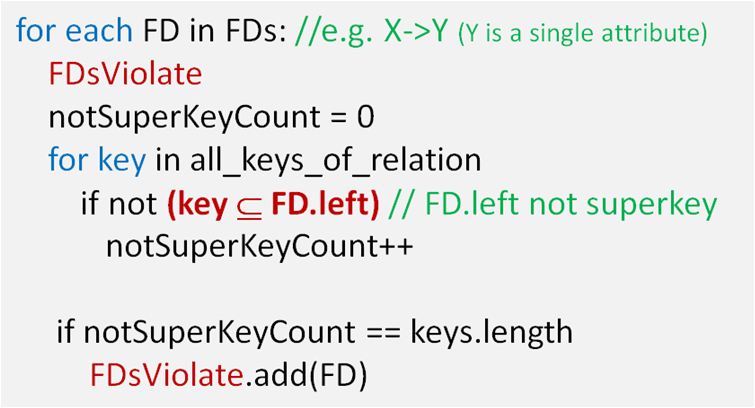 for each FD in FDs: //e.g. X->Y (Y is a single attribute)
FDsViolate
notSuperKeyCount = 0
for key in all_keys_of_relation
if not (key ⊆ FD.left) // FD.left not superkey
notSuperKeyCount++
if notSuperKeyCount == keys.length
FDsViolate.add(FD)